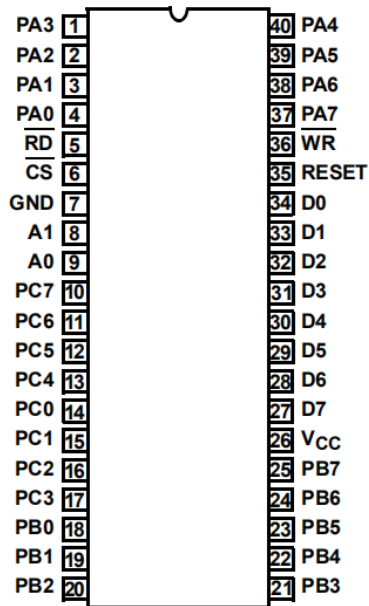 PA3 1 40 PA4
PA2 2 39 PA5
PA1 3 38 PA6
PA0 4 37 PA7
RD 5 36 WR
CS 6 35 RESET
GND 7 34 D0
A1 8 33 D1
A0 9 32 D2
PC7 10 31 D3
PC6 11 30 D4
PC5 12 29 D5
PC4 13 28 D6
PC0 14 27 D7
PC1 15 26 VCC
PC2 16 25 PB7
PC3 17 24 PB6
PB0 18 23 PB5
PB1 19 22 PB4
PB2 20 21 PB3